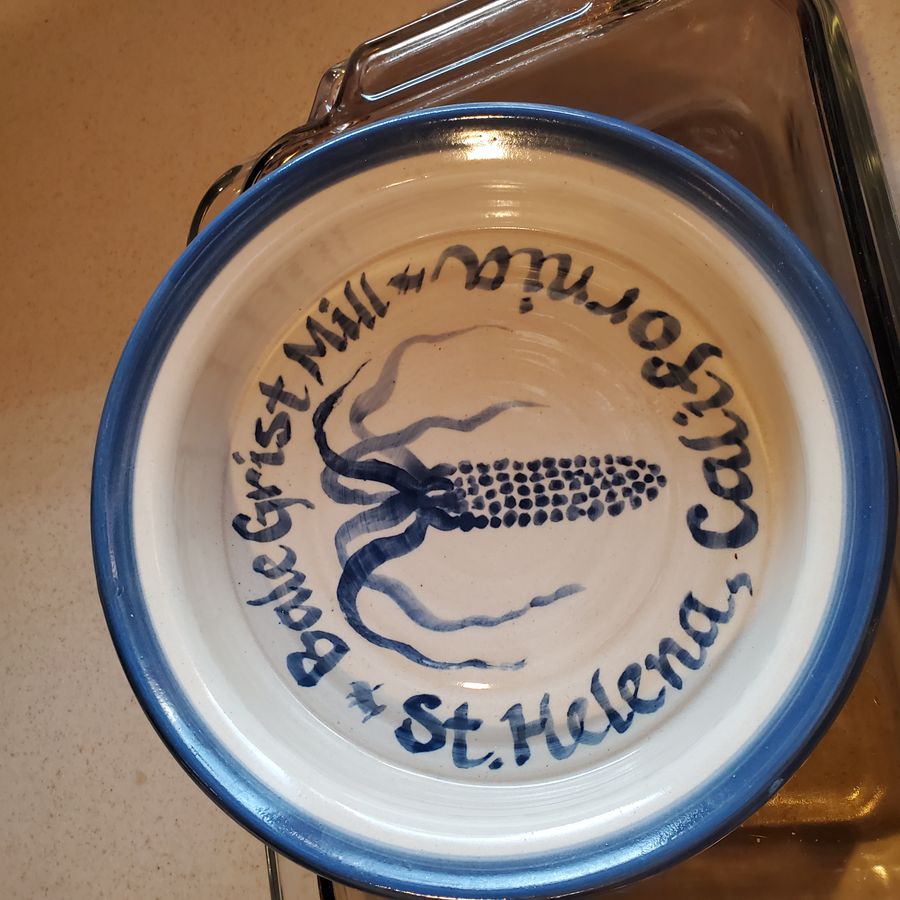 Bale Grist Mill *
St. Helena, California *